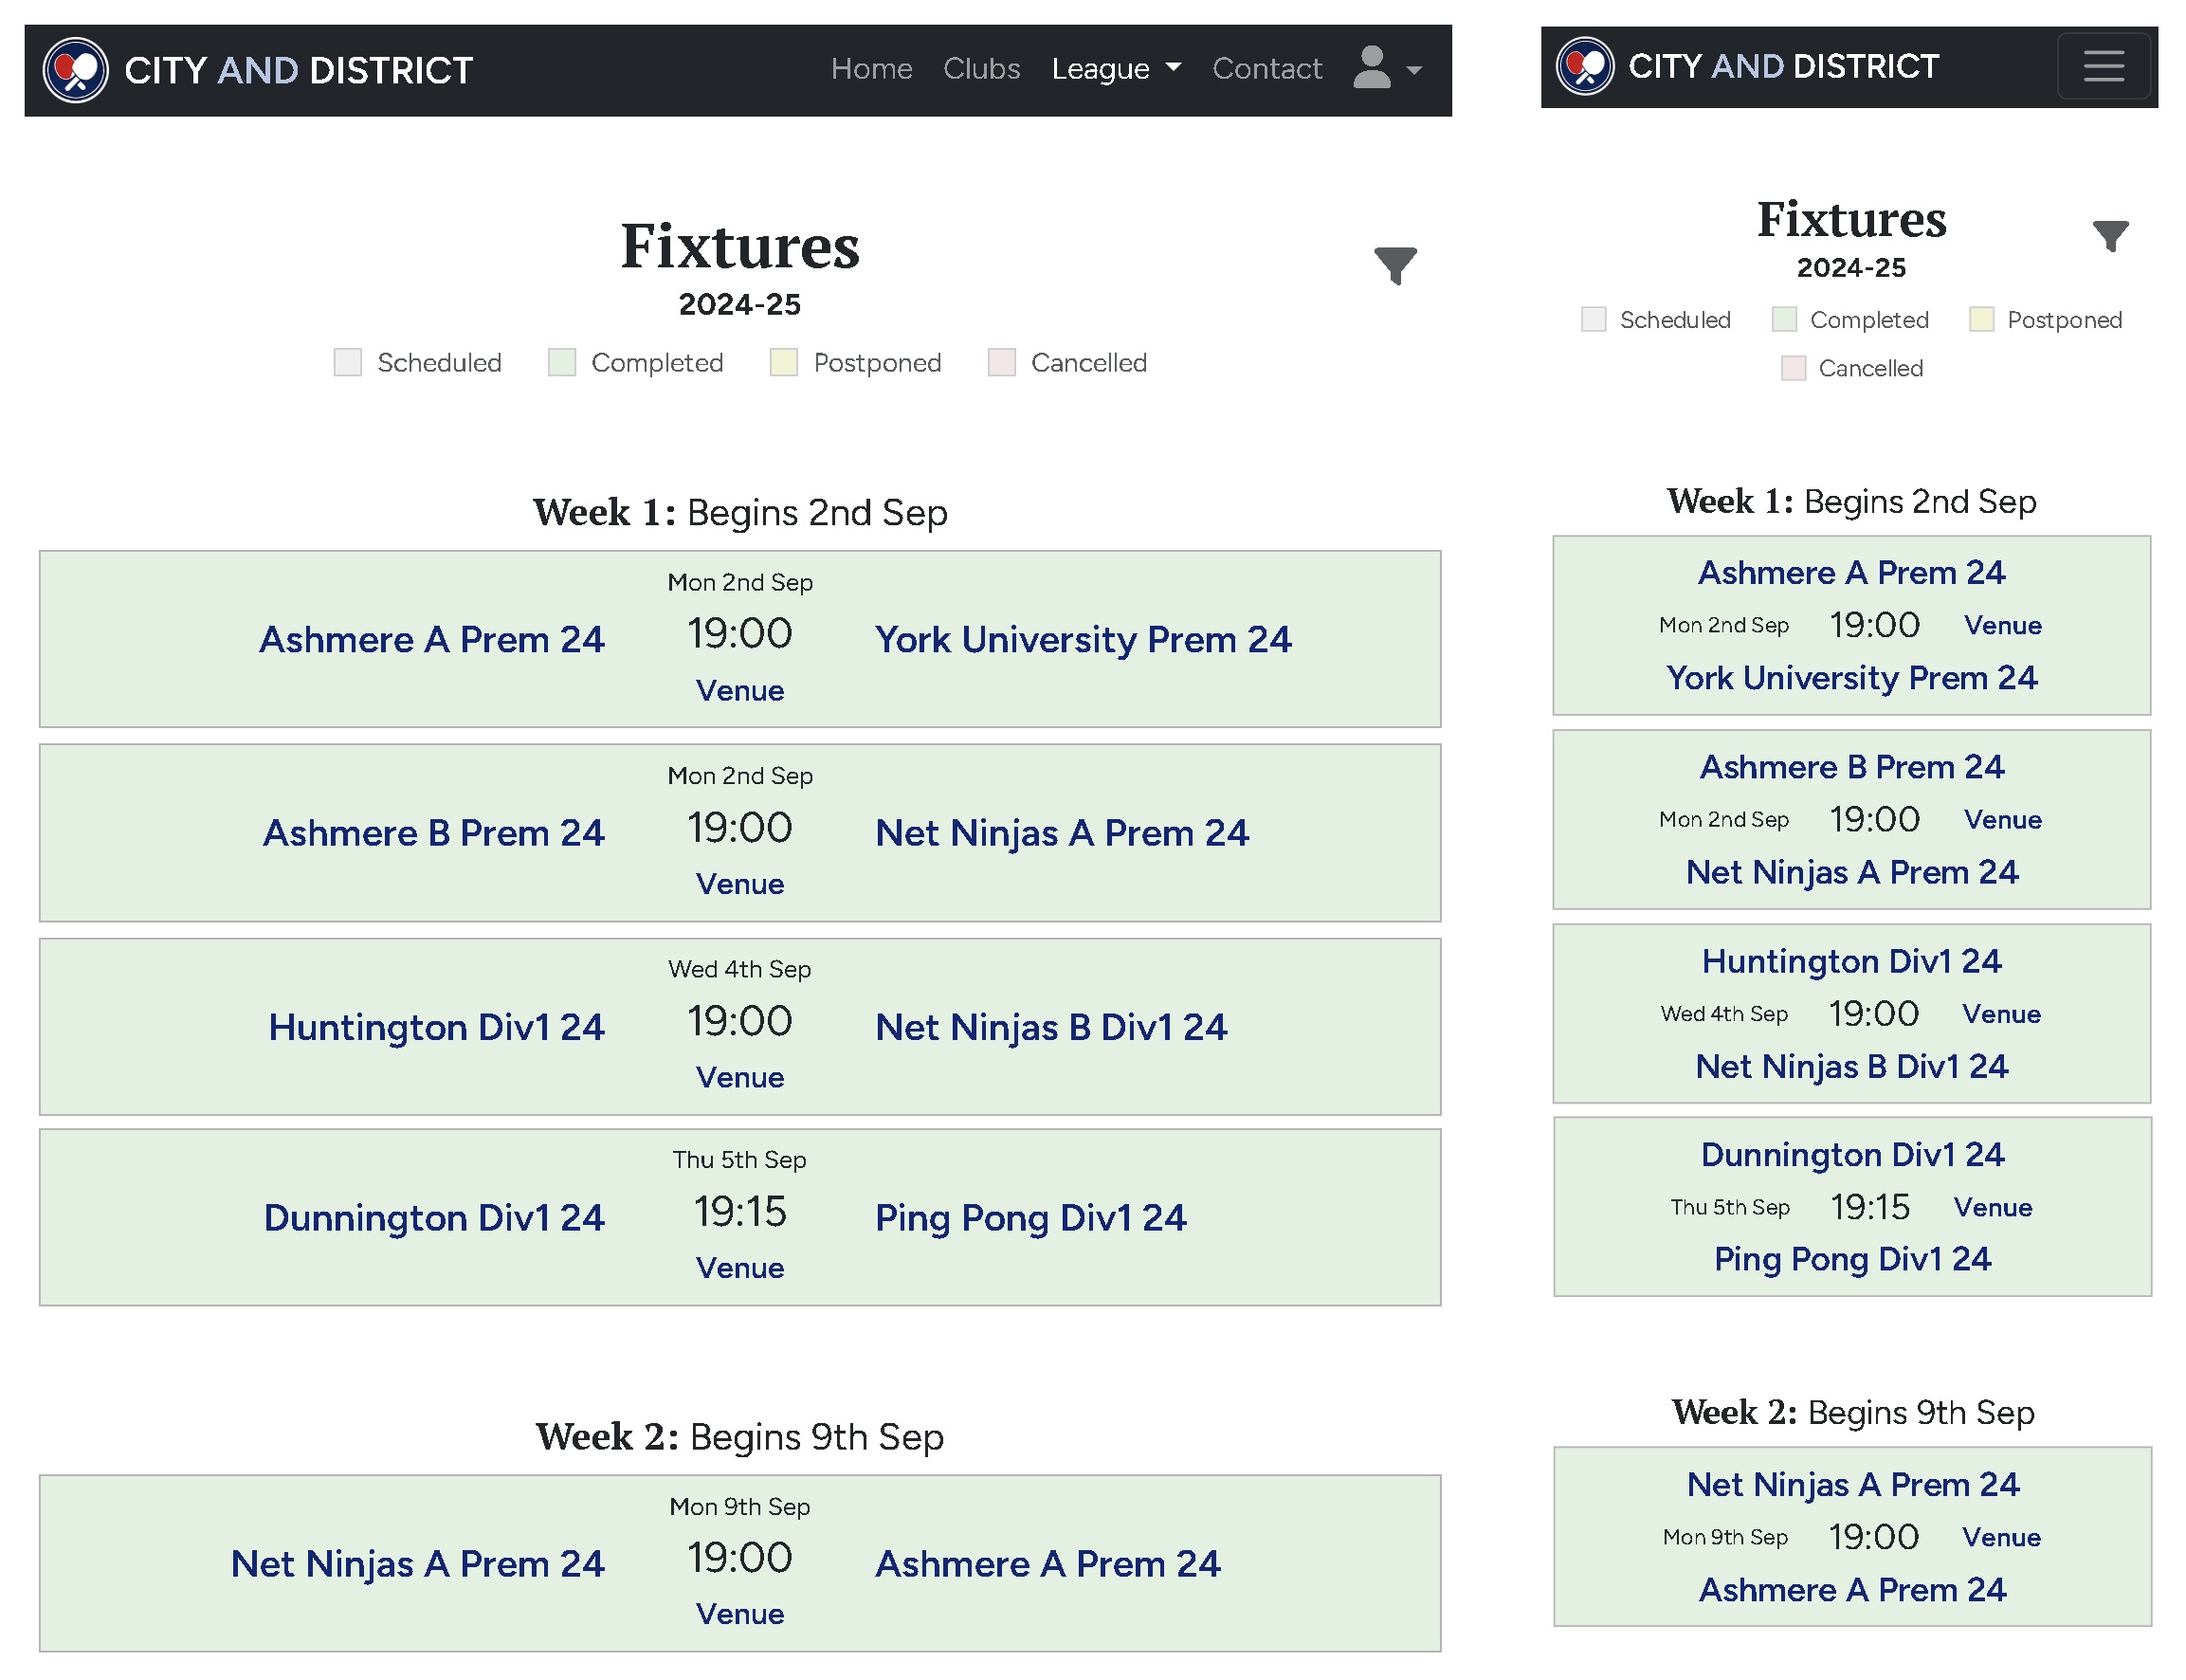 CITY AND DISTRICT
Home Clubs League Contact
Fixtures
2024-25
Scheduled Completed Postponed Cancelled
Week 1: Begins 2nd Sep
Mon 2nd Sep
Ashmere A Prem 24 19:00 York University Prem 24
Venue
Mon 2nd Sep
Ashmere B Prem 24 19:00 Net Ninjas A Prem 24
Venue
Wed 4th Sep
Huntington Div1 24 19:00 Net Ninjas B Div1 24
Venue
Thu 5th Sep
Dunnington Div1 24 19:15 Ping Pong Div1 24
Venue
Week 2: Begins 9th Sep
Mon 9th Sep
Net Ninjas A Prem 24 19:00 Ashmere A Prem 24
Venue
CITY AND DISTRICT
Fixtures
2024-25
Scheduled Completed Postponed
Cancelled
Week 1: Begins 2nd Sep
Ashmere A Prem 24
Mon 2nd Sep 19:00 Venue
York University Prem 24
Ashmere B Prem 24
Mon 2nd Sep 19:00 Venue
Net Ninjas A Prem 24
Huntington Div1 24
Wed 4th Sep 19:00 Venue
Net Ninjas B Div1 24
Dunnington Div1 24
Thu 5th Sep 19:15 Venue
Ping Pong Div1 24
Week 2: Begins 9th Sep
Net Ninjas A Prem 24
Mon 9th Sep 19:00 Venue
Ashmere A Prem 24